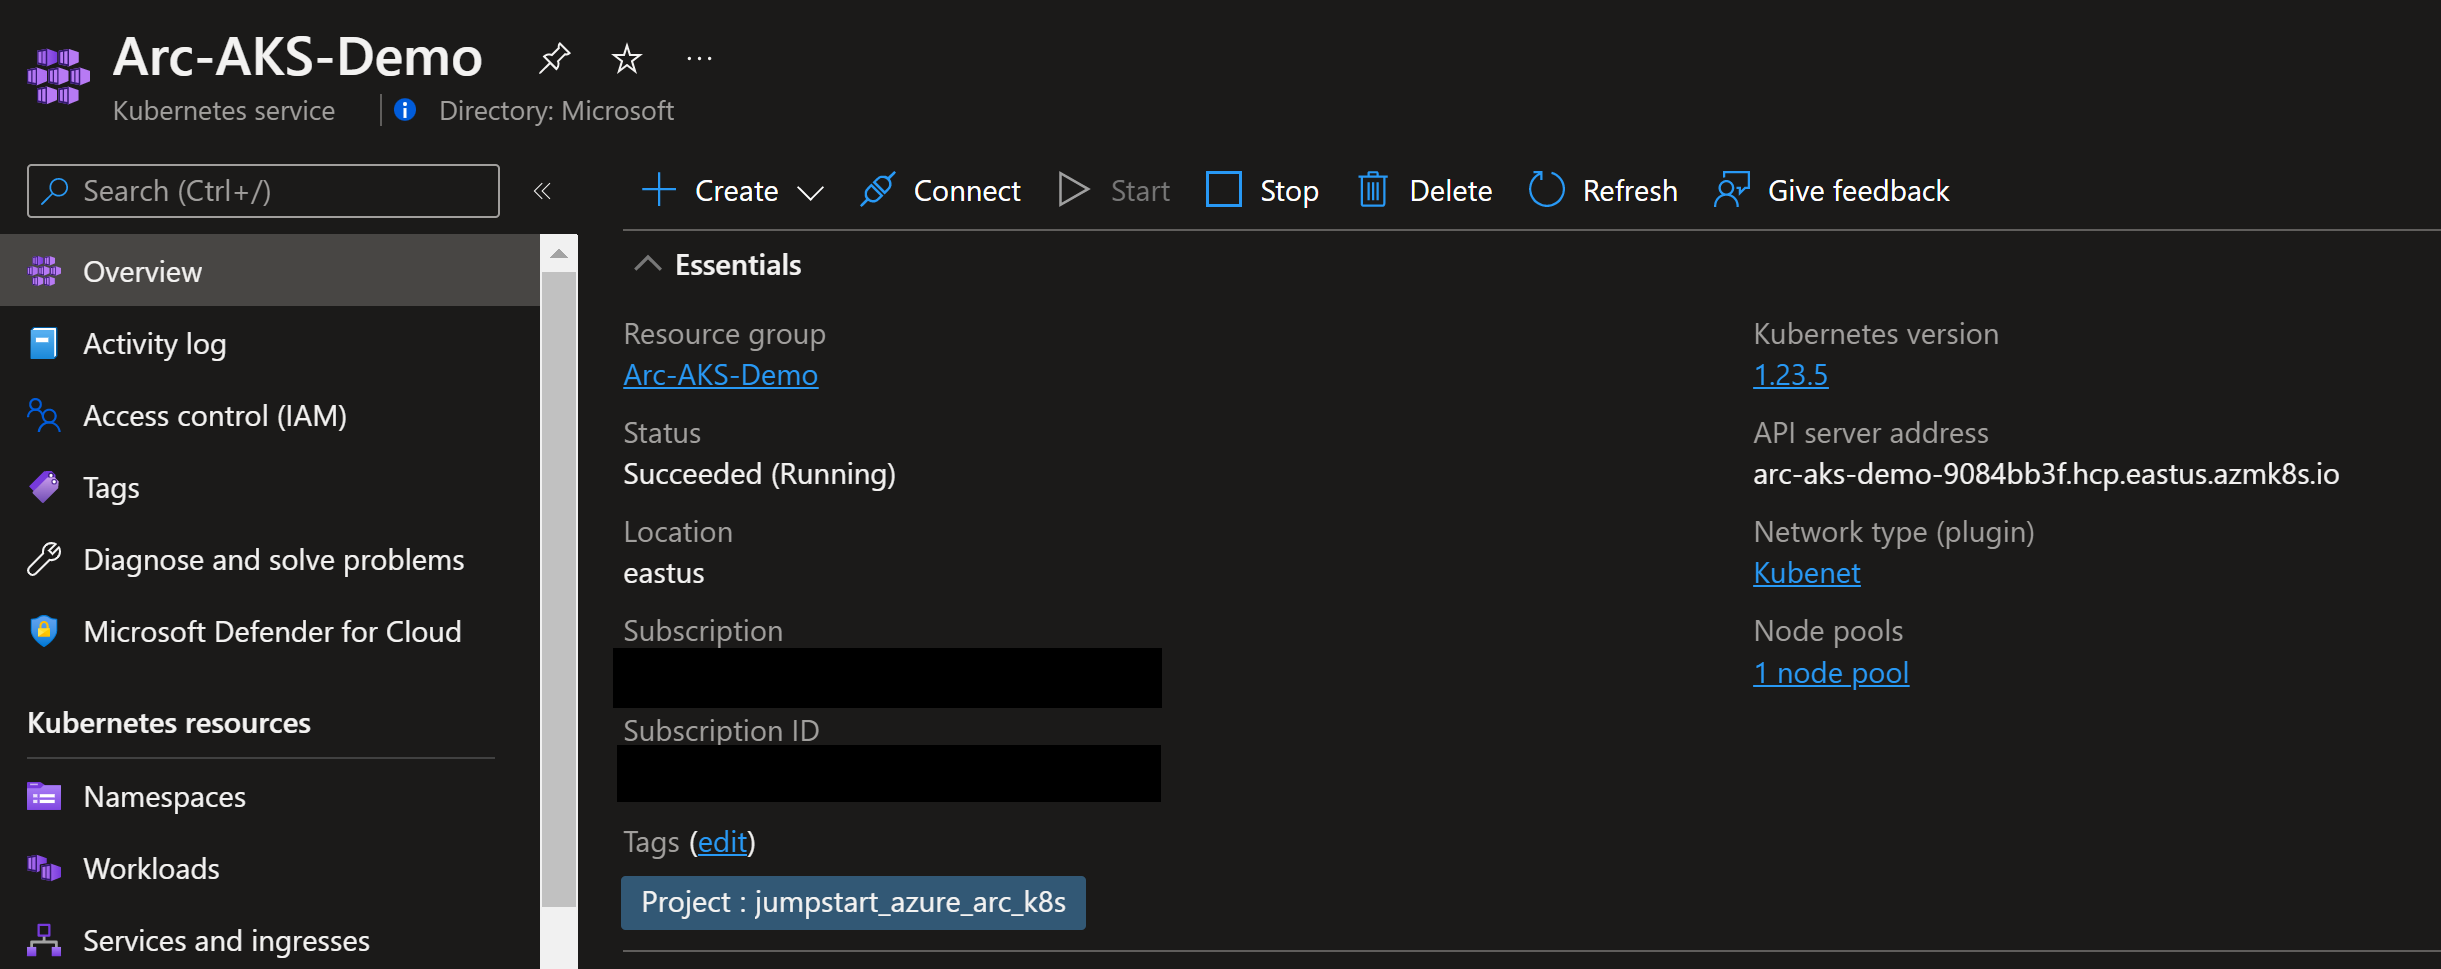 Arc-AKS-Demo
Kubernetes service
Directory: Microsoft
Search (Ctrl+/)
Overview
Activity log
Access control (IAM)
Tags
Diagnose and solve problems
Microsoft Defender for Cloud
Kubernetes resources
Namespaces
Workloads
Services and ingresses
Create
Connect
Start
Stop
Delete
Refresh
Give feedback
Essentials
Resource group
Arc-AKS-Demo
Status
Succeeded (Running)
Location
eastus
Subscription
Subscription ID
Tags (edit)
Project : jumpstart_azure_arc_k8s
Kubernetes version
1.23.5
API server address
arc-aks-demo-9084bb3f.hcp.eastus.azmk8s.io
Network type (plugin)
Kubenet
Node pools
1 node pool